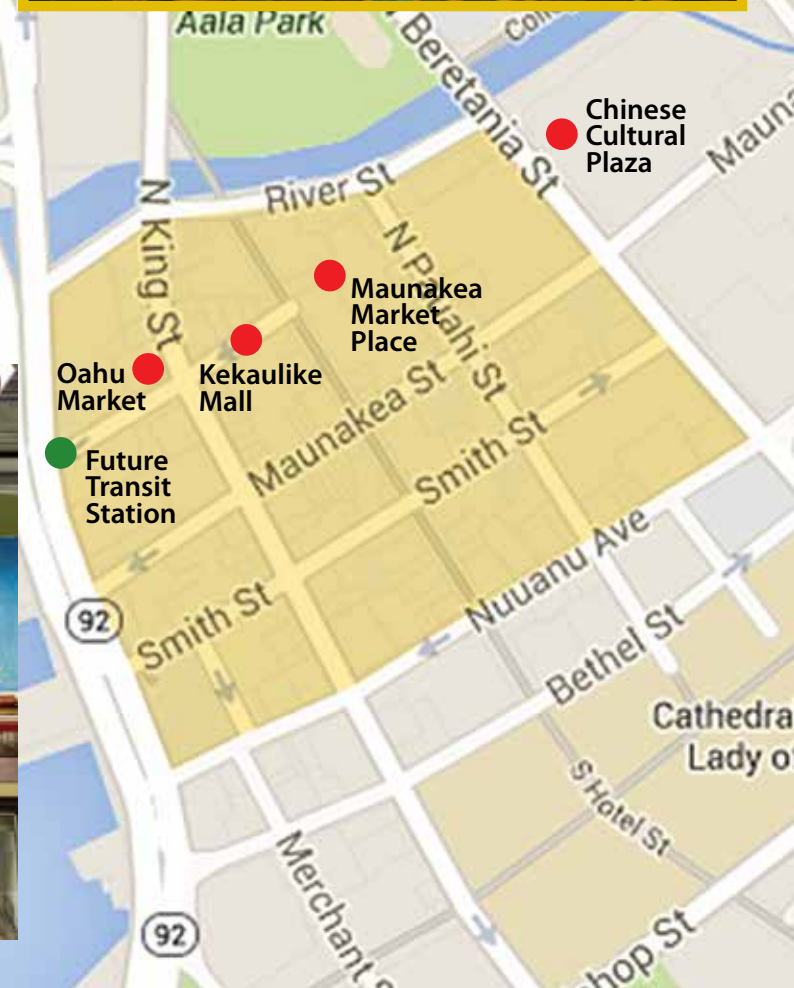 Aala Park
N Beretania St
Chinese
Cultural
Plaza
River St
N King St
N Pauahi St
Maunakea
Market
Place
Oahu
Market
Kekaulike
Mall
Maunakea St
Smith St
Future
Transit
Station
Nuuanu Ave
92
Smith St
Bethel St
Cathedra
Lady o
S Hotel St
Merchant S
92
hop St